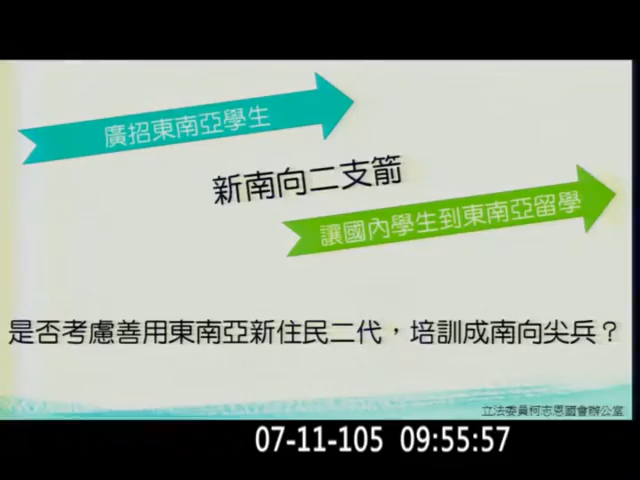 廣招東南亞學生
新南向二支箭
讓國內學生到東南亞留學
是否考慮善用東南亞新住民二代，培訓成南向尖兵？
立法委員柯志恩國會辦公室
07-11-105 09:55:57